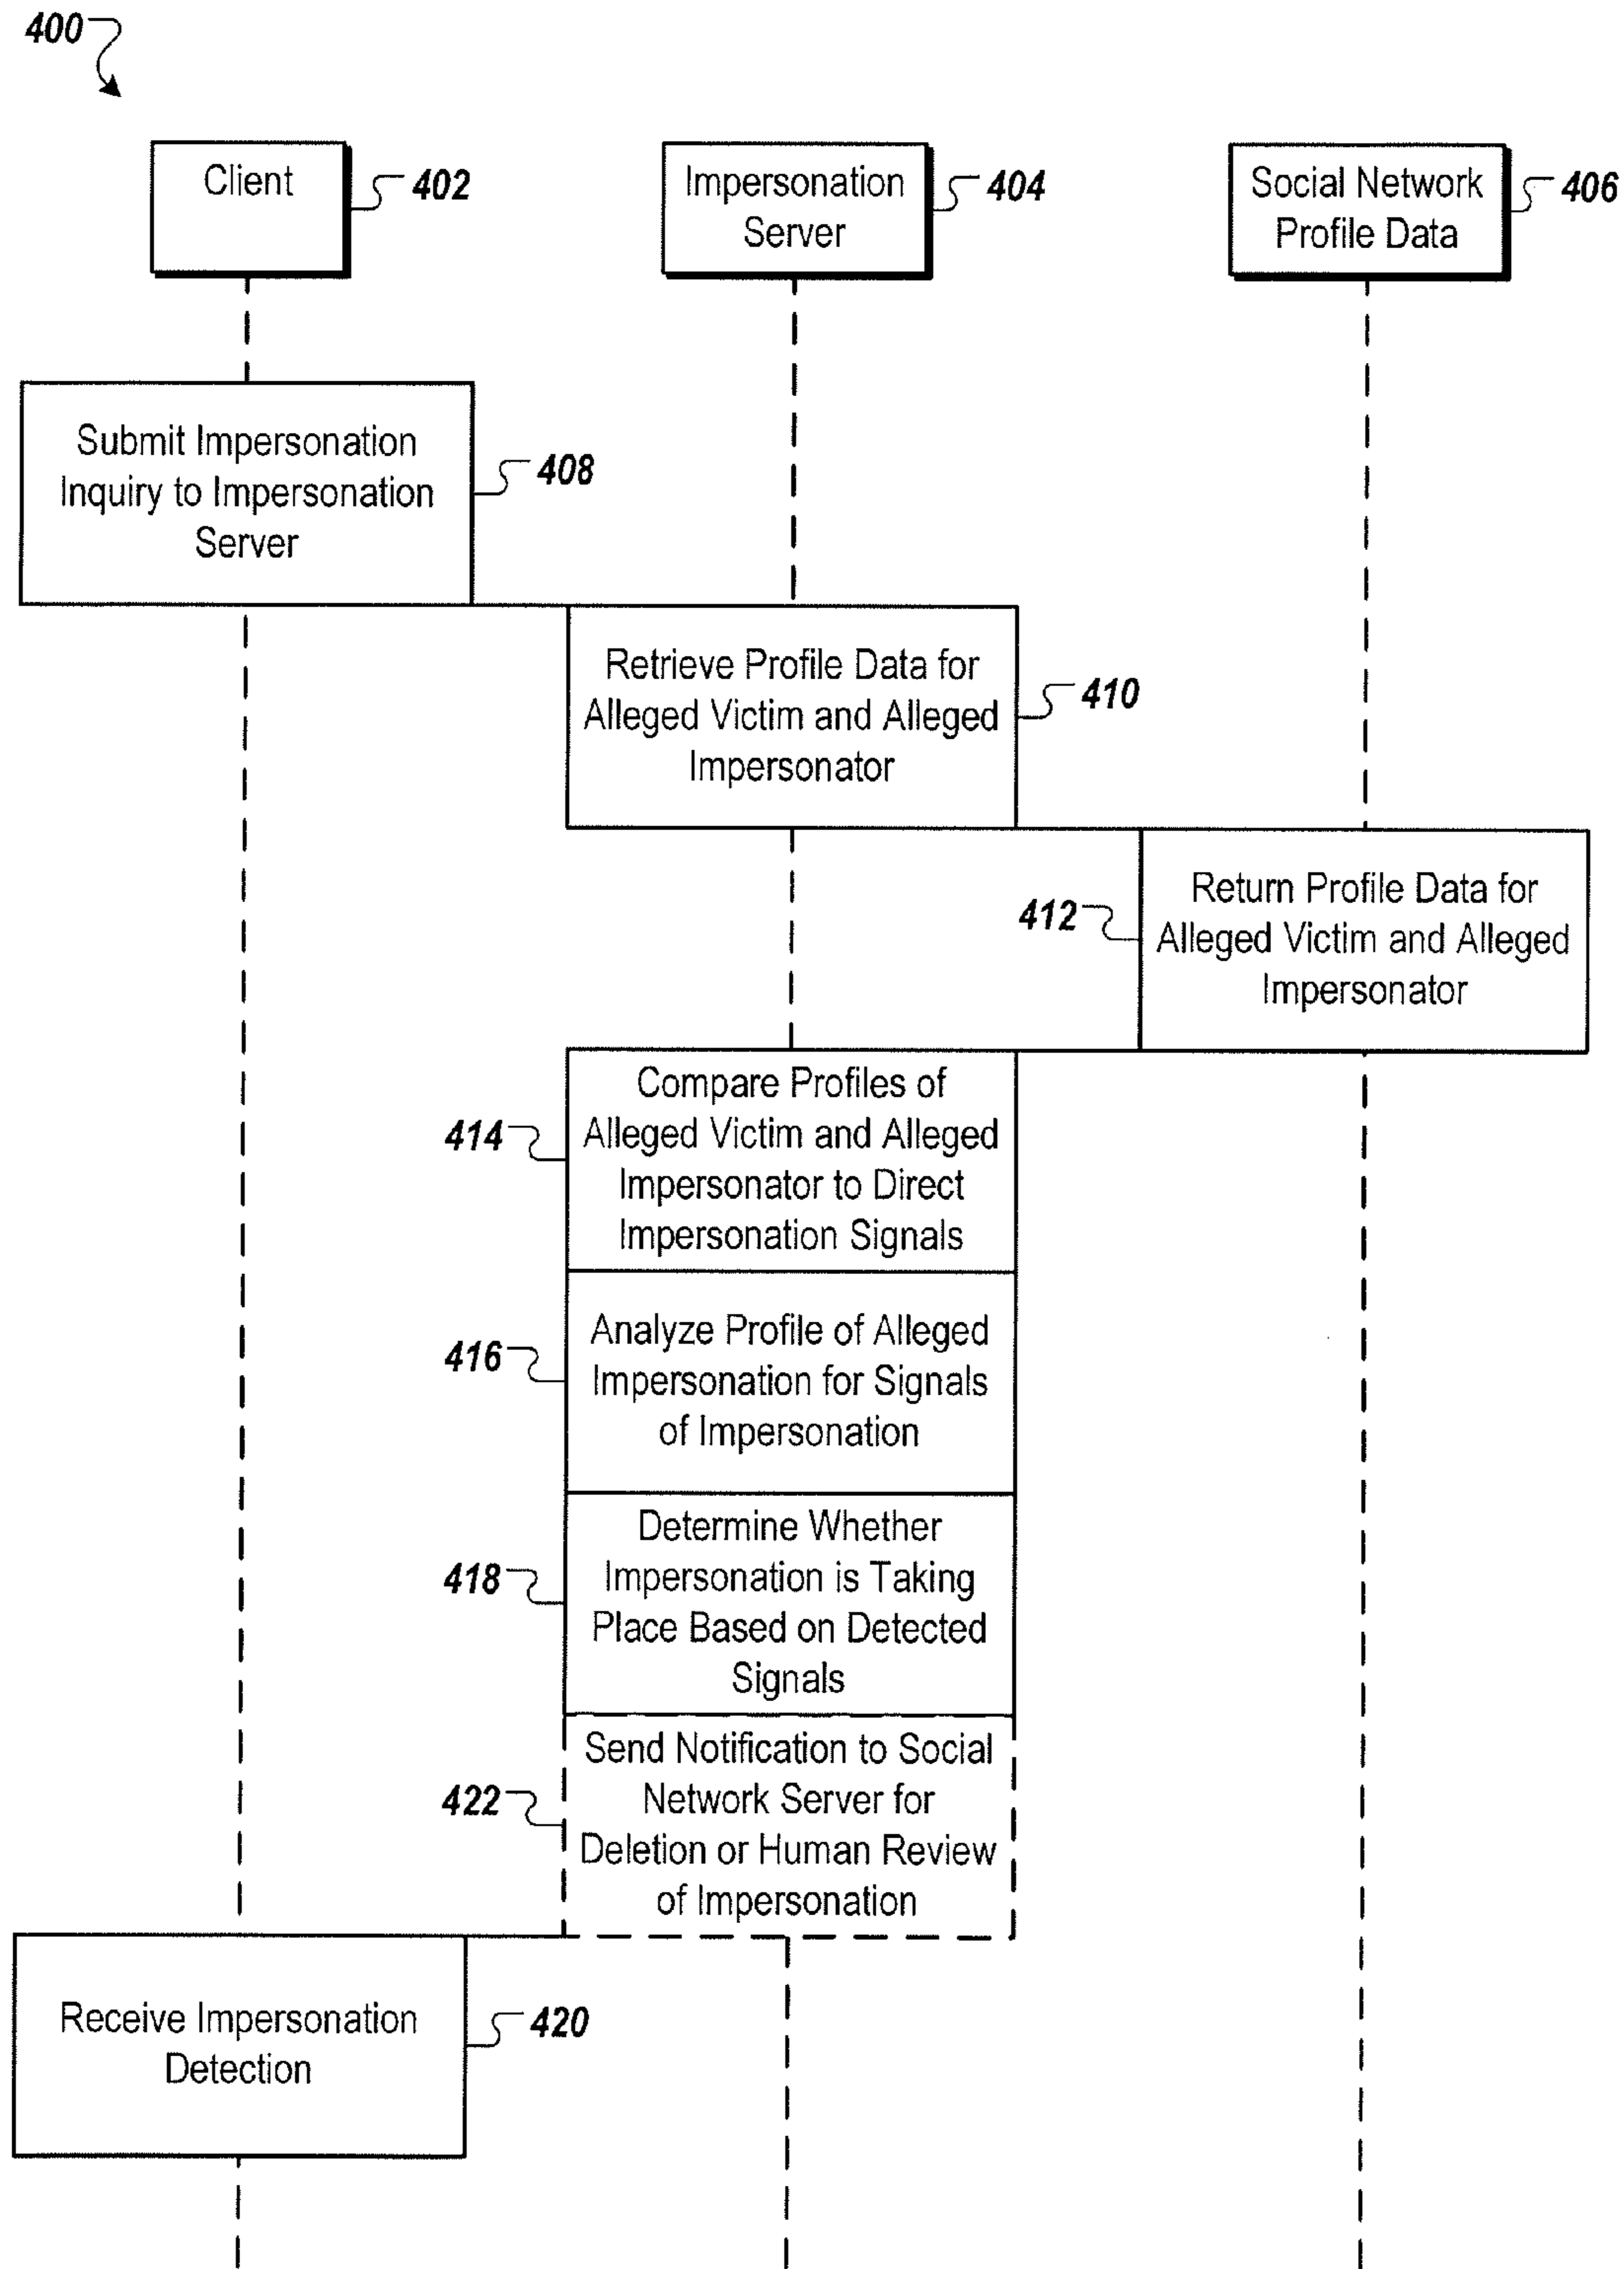 400
Client
402
Impersonation
Server
404
Social Network
Profile Data
406
Submit Impersonation
Inquiry to Impersonation
Server
408
Retrieve Profile Data for
Alleged Victim and Alleged
Impersonator
410
412
Return Profile Data for
Alleged Victim and Alleged
Impersonator
414
Compare Profiles of
Alleged Victim and Alleged
Impersonator to Direct
Impersonation Signals
416
Analyze Profile of Alleged
Impersonation for Signals
of Impersonation
418
Determine Whether
Impersonation is Taking
Place Based on Detected
Signals
422
Send Notification to Social
Network Server for
Deletion or Human Review
of Impersonation
Receive Impersonation
Detection
420